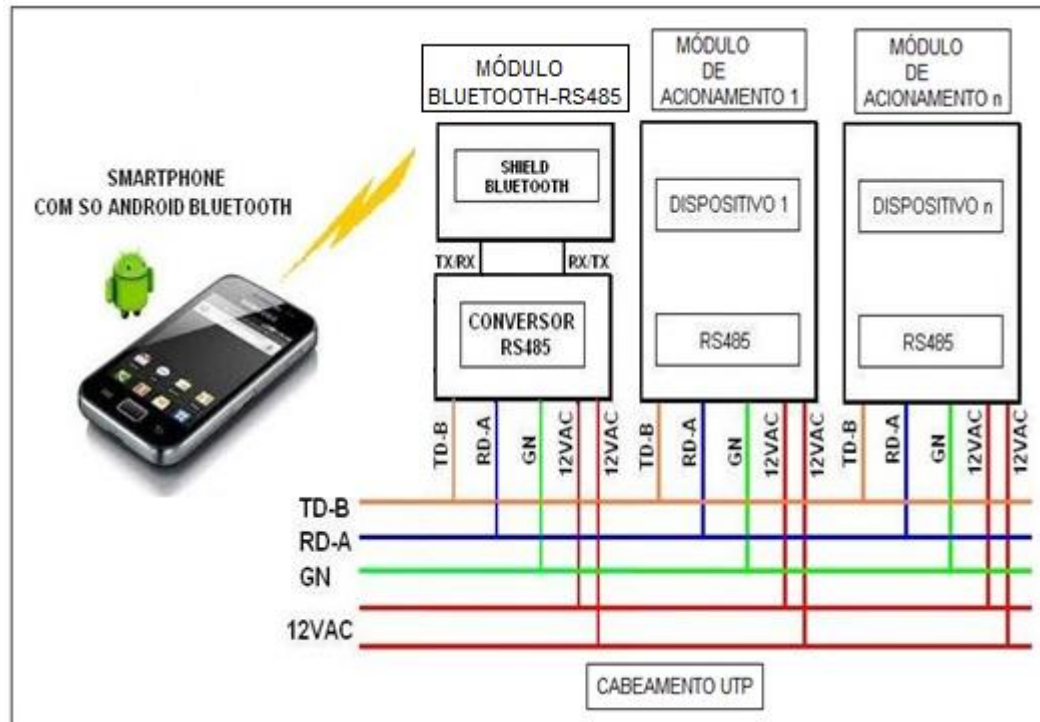 MÓDULO
BLUETOOTH-RS485
MÓDULO
DE
ACIONAMENTO 1
MÓDULO
DE
ACIONAMENTO n
SMARTPHONE
COM SO ANDROID BLUETOOTH
SHIELD
BLUETOOTH
DISPOSITIVO 1
DISPOSITIVO n
TX/RX
RX/TX
CONVERSOR
RS485
RS485
RS485
TD-B
RD-A
GN
12VAC
12VAC
TD-B
RD-A
GN
12VAC
12VAC
TD-B
RD-A
GN
12VAC
12VAC
TD-B
RD-A
GN
12VAC
CABEAMENTO UTP